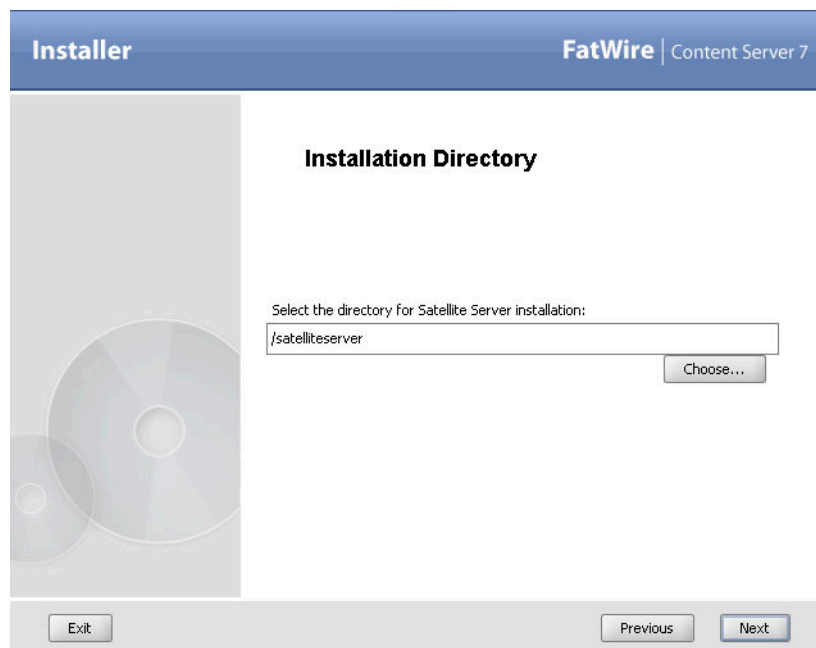 Installer
FatWire | Content Server 7
Installation Directory
Select the directory for Satellite Server installation:
/satelliteserver
Choose...
Exit
Previous
Next